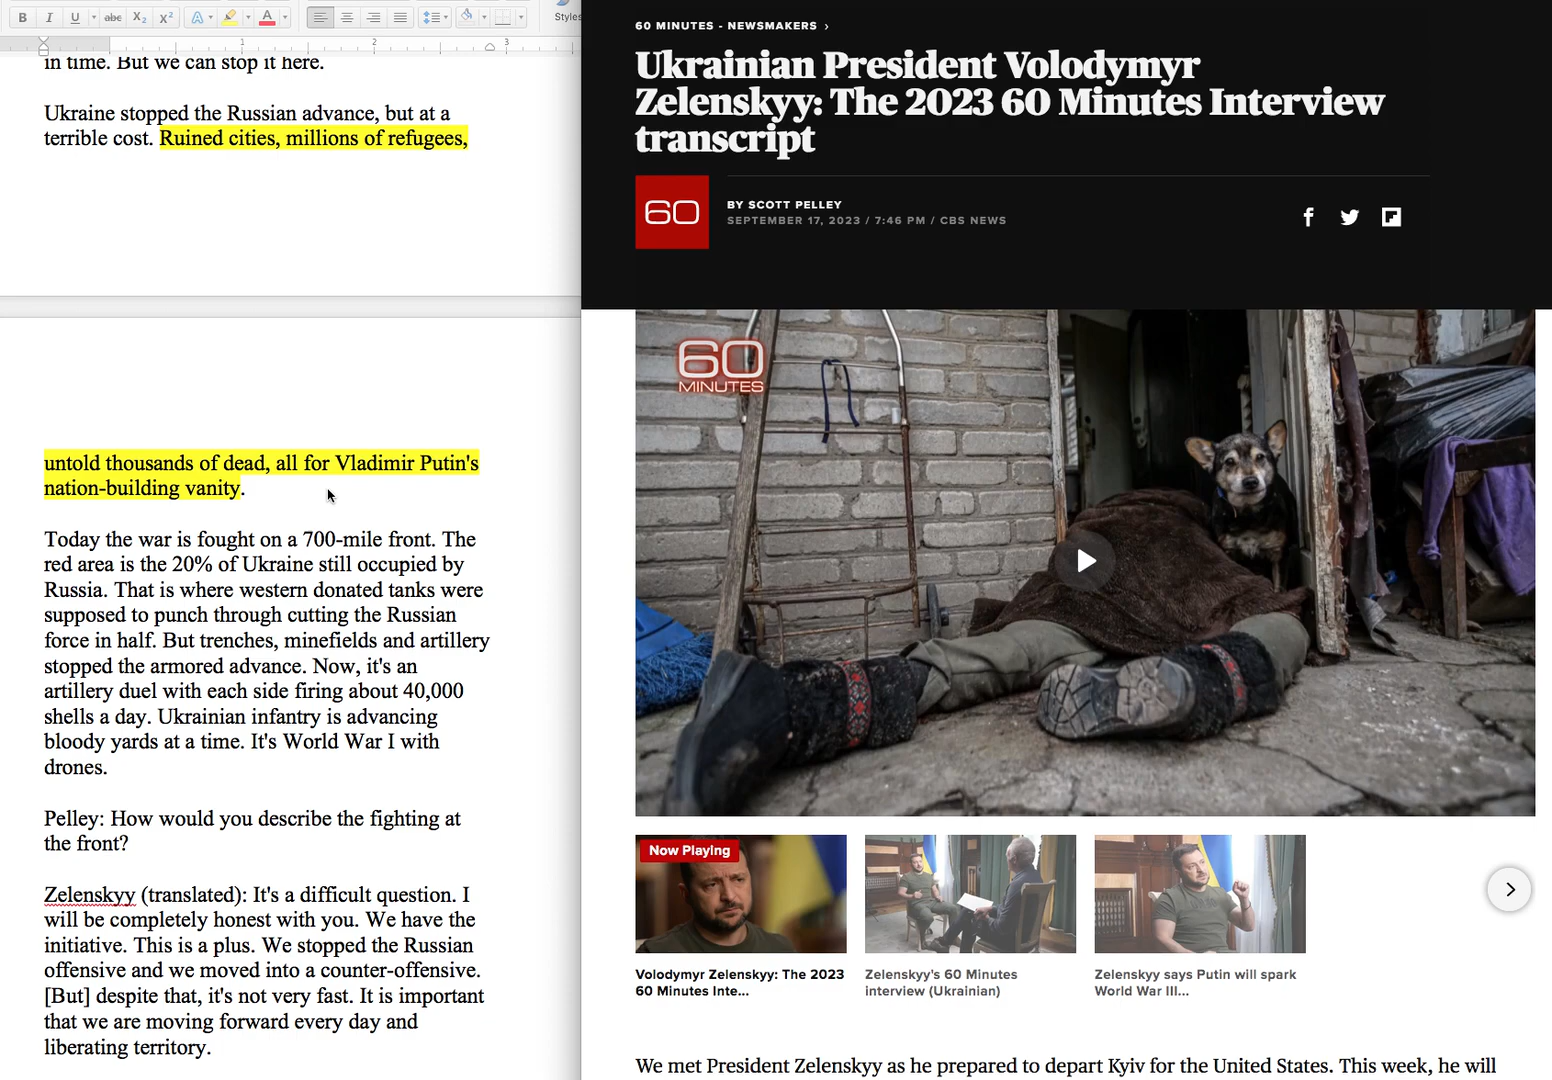 B I U abc X₂ X² A A
Styles
1 2 3
in time. But we can stop it here.
Ukraine stopped the Russian advance, but at a
terrible cost. Ruined cities, millions of refugees,
untold thousands of dead, all for Vladimir Putin's
nation-building vanity.
Today the war is fought on a 700-mile front. The
red area is the 20% of Ukraine still occupied by
Russia. That is where western donated tanks were
supposed to punch through cutting the Russian
force in half. But trenches, minefields and artillery
stopped the armored advance. Now, it's an
artillery duel with each side firing about 40,000
shells a day. Ukrainian infantry is advancing
bloody yards at a time. It's World War I with
drones.
Pelley: How would you describe the fighting at
the front?
Zelenskyy (translated): It's a difficult question. I
will be completely honest with you. We have the
initiative. This is a plus. We stopped the Russian
offensive and we moved into a counter-offensive.
[But] despite that, it's not very fast. It is important
that we are moving forward every day and
liberating territory.
60 MINUTES - NEWSMAKERS ›
Ukrainian President Volodymyr
Zelenskyy: The 2023 60 Minutes Interview
transcript
60
BY SCOTT PELLEY
SEPTEMBER 17, 2023 / 7:46 PM / CBS NEWS
60
MINUTES
Now Playing
Volodymyr Zelenskyy: The 2023
60 Minutes Inte...
Zelenskyy's 60 Minutes
interview (Ukrainian)
Zelenskyy says Putin will spark
World War III...
We met President Zelenskyy as he prepared to depart Kyiv for the United States. This week, he will